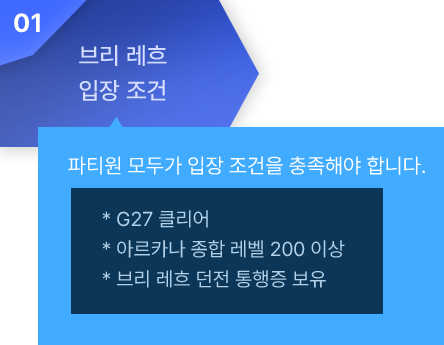 01
브리 레흐
입장 조건
파티원 모두가 입장 조건을 충족해야 합니다.
* G27 클리어
* 아르카나 종합 레벨 200 이상
* 브리 레흐 던전 통행증 보유